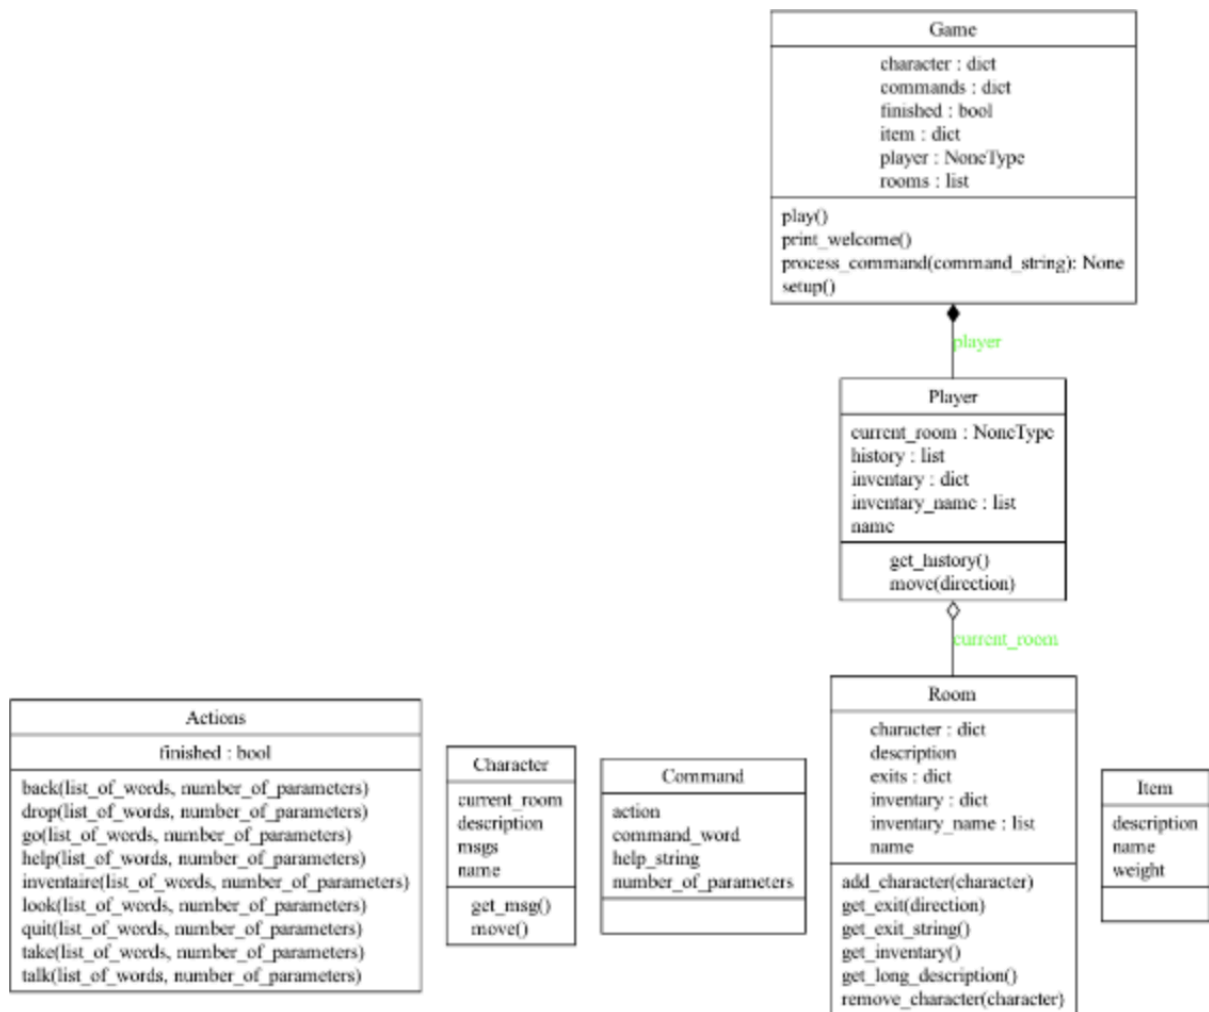 Game
character : dict
commands : dict
finished : bool
item : dict
player : NoneType
rooms : list
play()
print_welcome()
process_command(command_string): None
setup()
player
Player
current_room : NoneType
history : list
inventory : dict
inventory_name : list
name
get_history()
move(direction)
current_room
Actions
finished : bool
back(list_of_words, number_of_parameters)
drop(list_of_words, number_of_parameters)
go(list_of_words, number_of_parameters)
help(list_of_words, number_of_parameters)
inventaire(list_of_words, number_of_parameters)
look(list_of_words, number_of_parameters)
quit(list_of_words, number_of_parameters)
take(list_of_words, number_of_parameters)
talk(list_of_words, number_of_parameters)
Character
current_room
description
msgs
name
get_msg()
move()
Command
action
command_word
help_string
number_of_parameters
Room
character : dict
description
exits : dict
inventory : dict
inventory_name : list
name
add_character(character)
get_exit(direction)
get_exit_string()
get_inventory()
get_long_description()
remove_character(character)
Item
description
name
weight